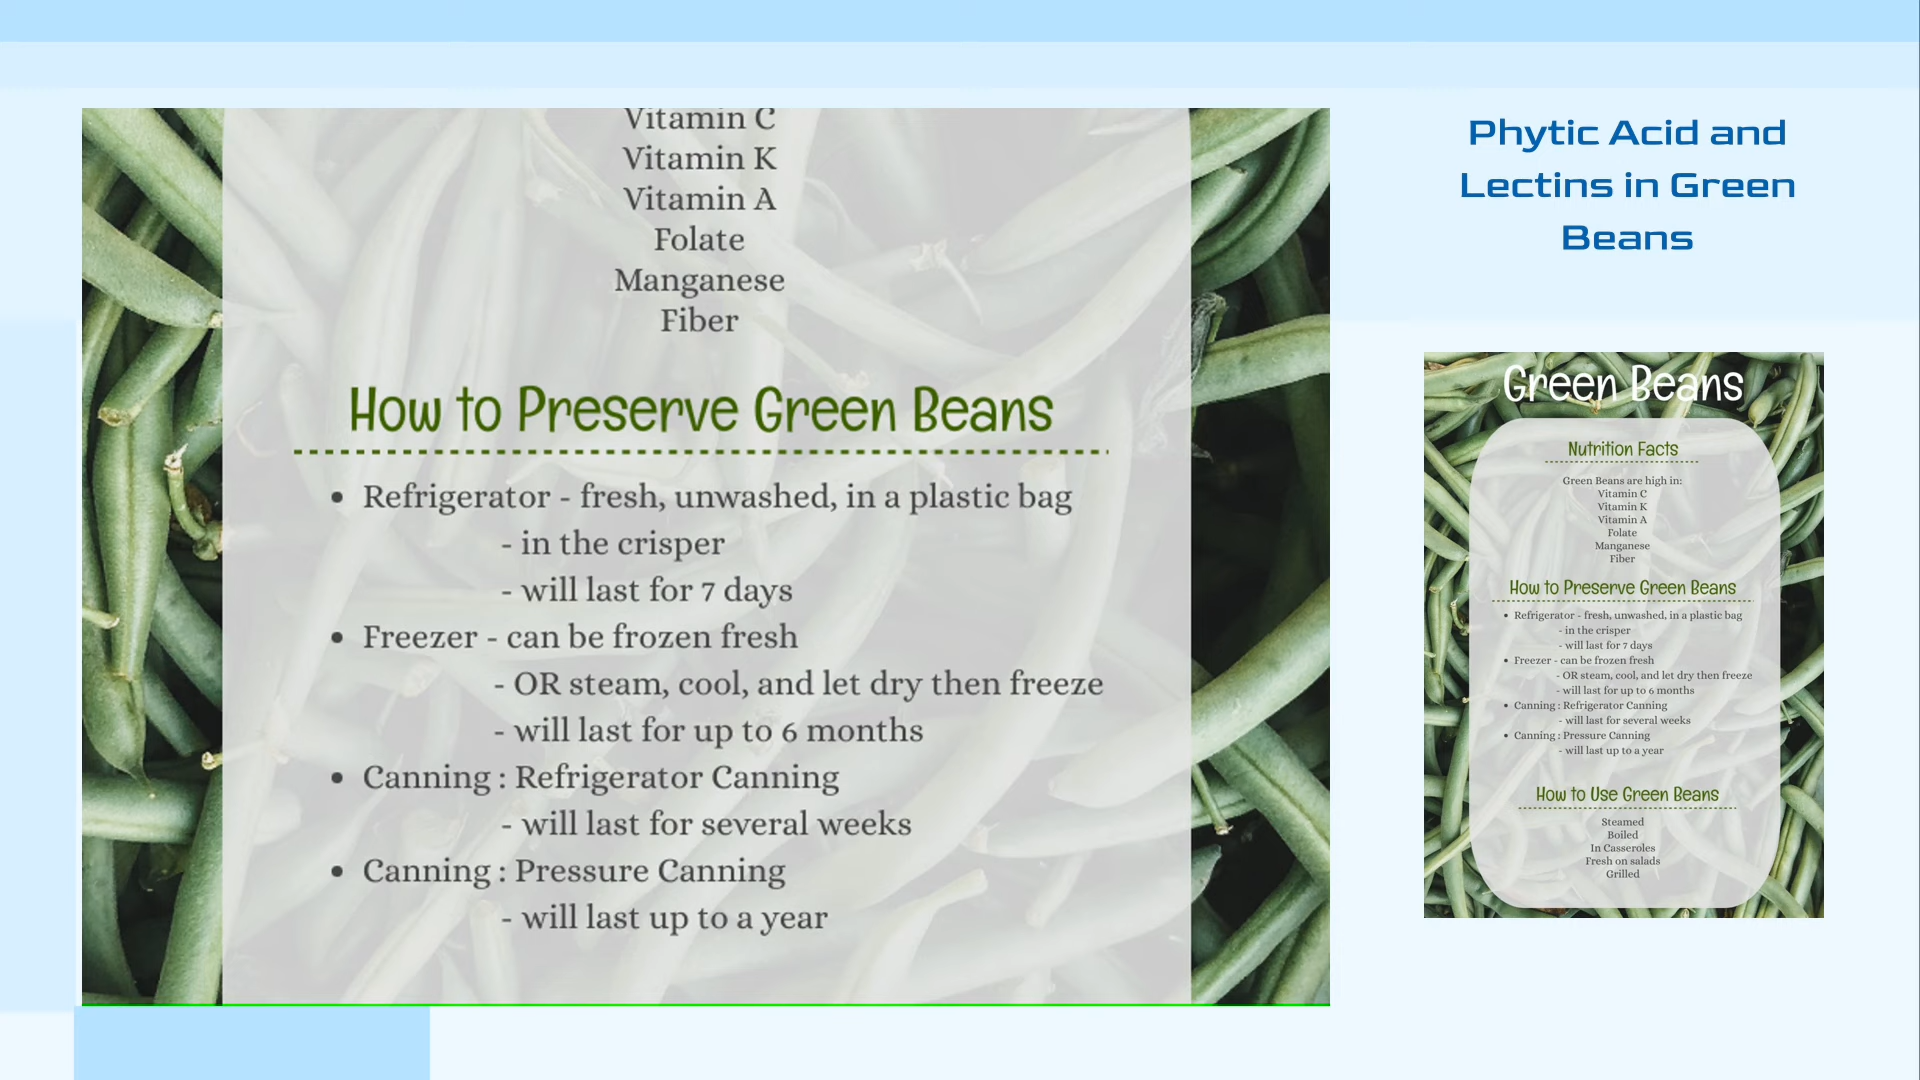 Vitamin C
Vitamin K
Vitamin A
Folate
Manganese
Fiber
How to Preserve Green Beans
• Refrigerator - fresh, unwashed, in a plastic bag
- in the crisper
- will last for 7 days
• Freezer - can be frozen fresh
- OR steam, cool, and let dry then freeze
- will last for up to 6 months
• Canning : Refrigerator Canning
- will last for several weeks
• Canning : Pressure Canning
- will last up to a year
Phytic Acid and
Lectins in Green
Beans
Green Beans
Nutrition Facts
Green Beans are high in:
Vitamin C
Vitamin K
Vitamin A
Folate
Manganese
Fiber
How to Preserve Green Beans
• Refrigerator - fresh, unwashed, in a plastic bag
- in the crisper
- will last for 7 days
• Freezer - can be frozen fresh
- OR steam, cool, and let dry then freeze
- will last for up to 6 months
• Canning : Refrigerator Canning
- will last for several weeks
• Canning : Pressure Canning
- will last up to a year
How to Use Green Beans
Steamed
Boiled
In Casseroles
Fresh on salads
Grilled